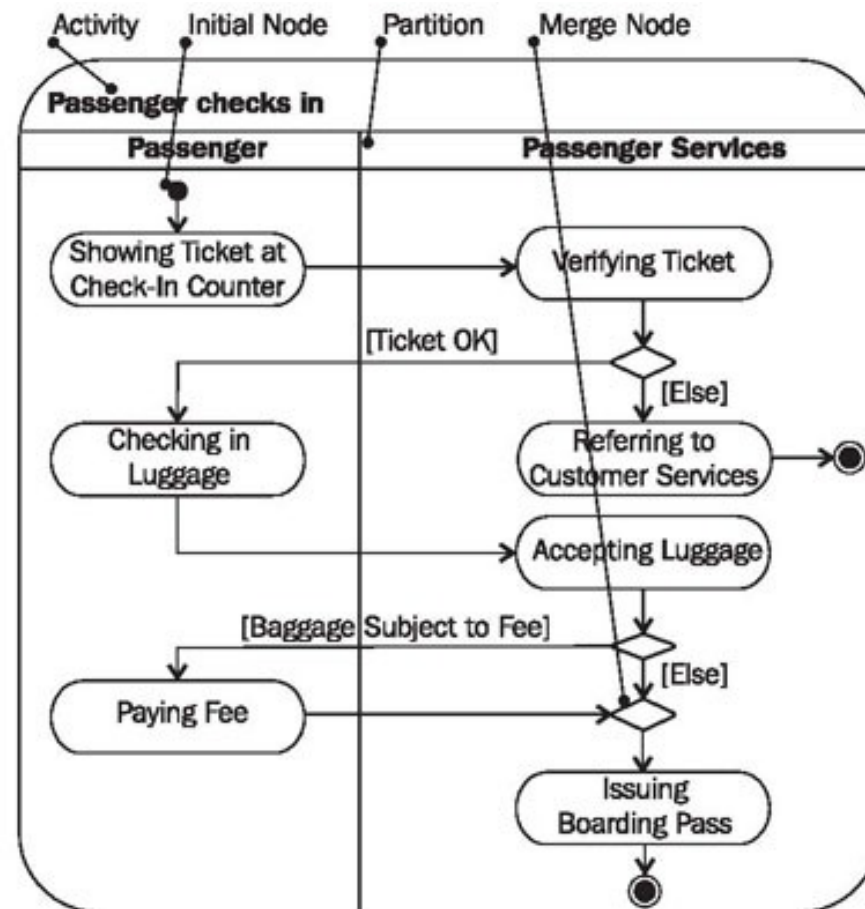 Activity Initial Node Partition Merge Node
Passenger checks in
Passenger Passenger Services
Showing Ticket at
Check-In Counter
Verifying Ticket
[Ticket OK]
[Else]
Checking in
Luggage
Referring to
Customer Services
Accepting Luggage
[Baggage Subject to Fee]
[Else]
Paying Fee
Issuing
Boarding Pass